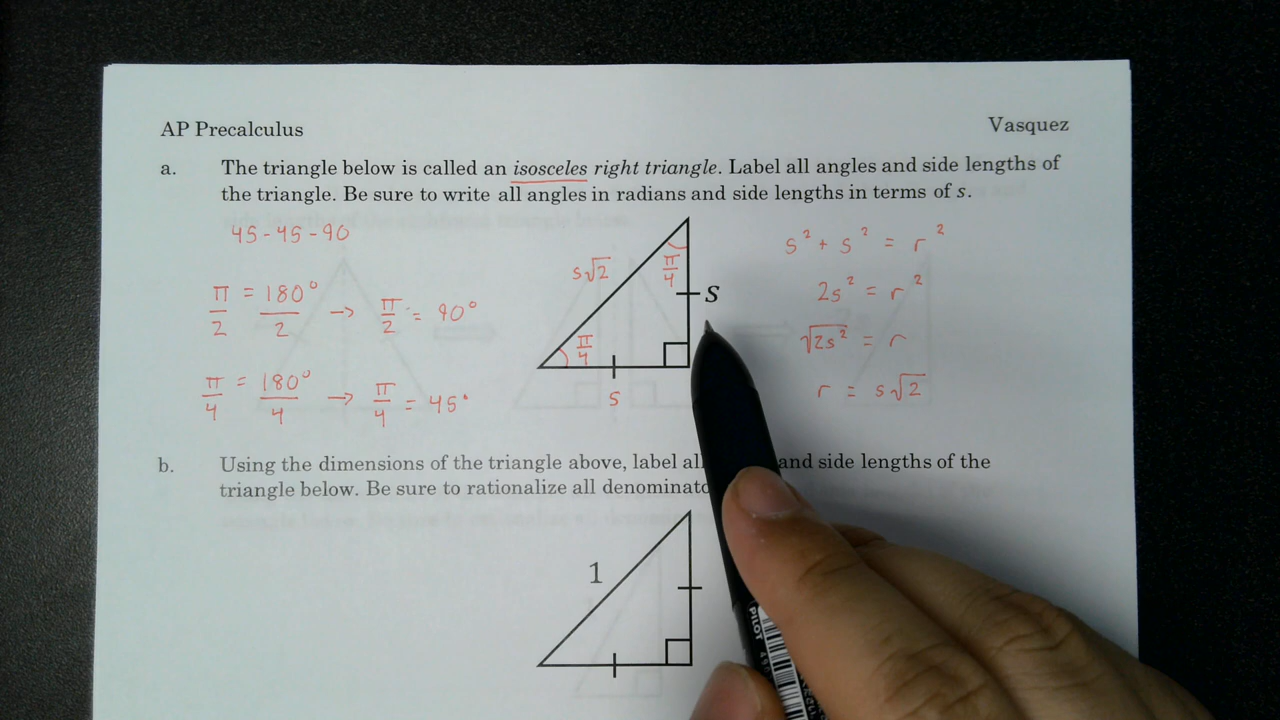 AP Precalculus
Vasquez
a. The triangle below is called an isosceles right triangle. Label all angles and side lengths of
the triangle. Be sure to write all angles in radians and side lengths in terms of s.
45-45-90
π/2 = 180°/2 → π/2 = 90°
π/4 = 180°/4 → π/4 = 45°
s√2
π/4
s
π/4
s
s² + s² = r²
2s² = r²
√2s² = r
r = s√2
b. Using the dimensions of the triangle above, label all and side lengths of the
triangle below. Be sure to rationalize all
1
PILOT